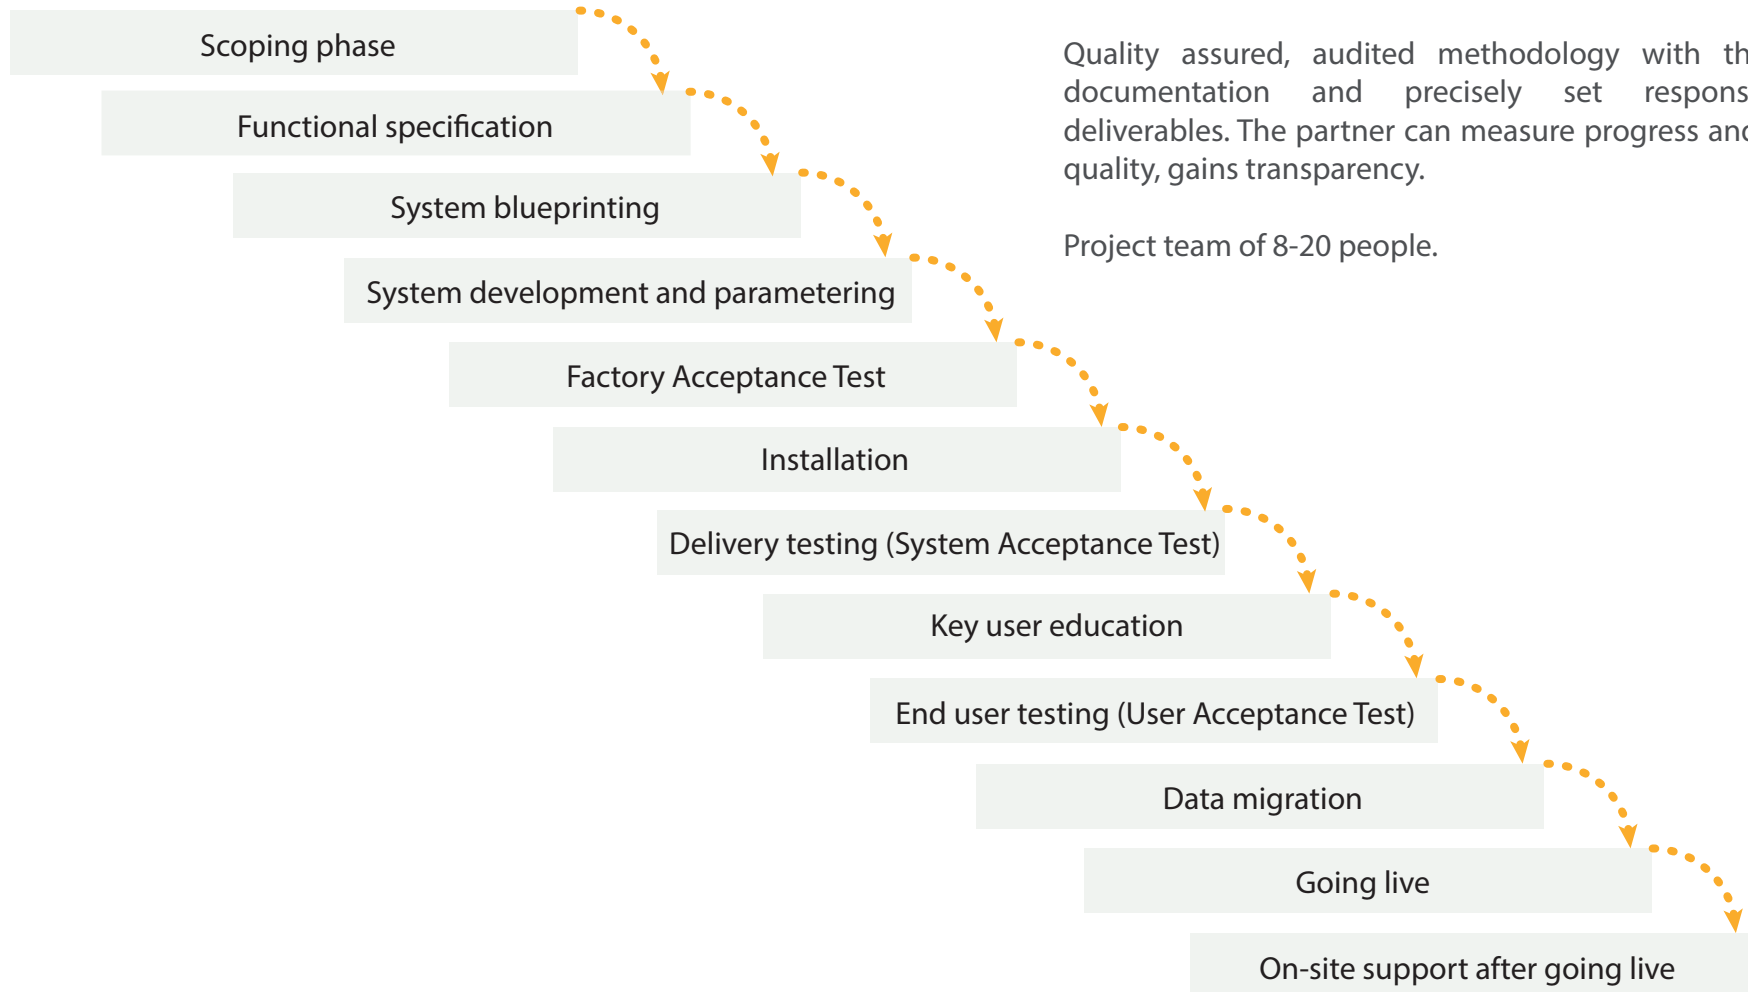 Scoping phase
Functional specification
System blueprinting
System development and parametering
Factory Acceptance Test
Installation
Delivery testing (System Acceptance Test)
Key user education
End user testing (User Acceptance Test)
Data migration
Going live
On-site support after going live
Quality assured, audited methodology with
documentation and precisely set
deliverables. The partner can measure progress and
quality, gains transparency.
Project team of 8-20 people.